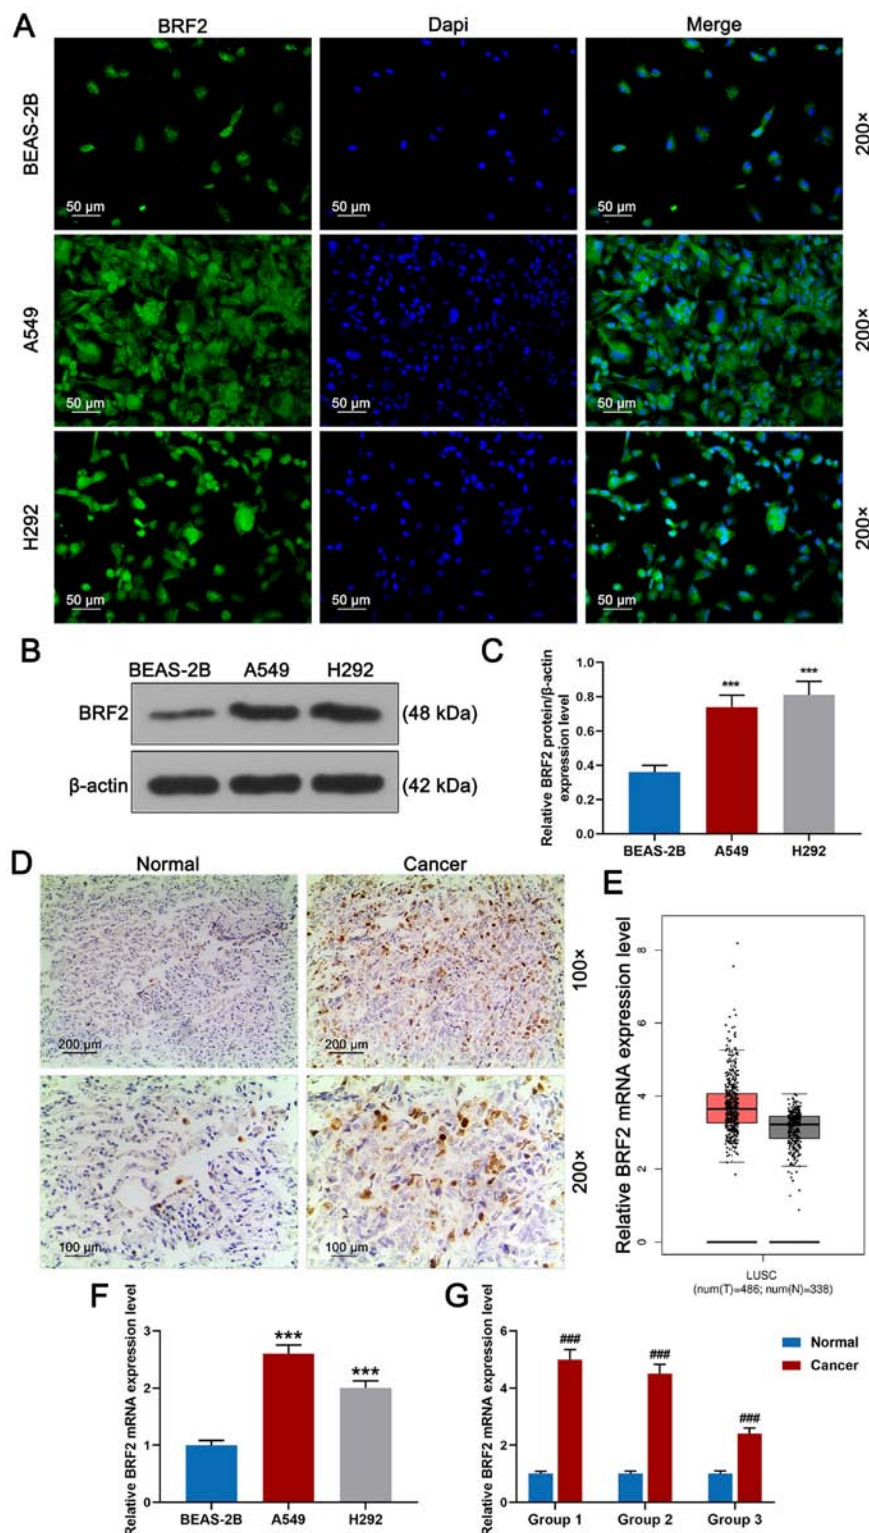 A
BRF2 Dapi Merge
BEAS-2B
50 μm 50 μm 50 μm
200×
A549
50 μm 50 μm 50 μm
200×
H292
50 μm 50 μm 50 μm
200×
B
BEAS-2B A549 H292
BRF2 (48 kDa)
β-actin (42 kDa)
C
Relative BRF2 protein/β-actin
expression level
1.0
0.8
0.6
0.4
0.2
0.0
*** ***
BEAS-2B A549 H292
D
Normal Cancer
200 μm 200 μm
100×
100 μm 100 μm
200×
E
Relative BRF2 mRNA expression level
8
6
4
2
0
LUSC
(num(T)=486; num(N)=338)
F
Relative BRF2 mRNA expression level
3
2
1
0
*** ***
BEAS-2B A549 H292
G
Relative BRF2 mRNA expression level
6
4
2
0
### ### ###
Group 1 Group 2 Group 3
Normal
Cancer